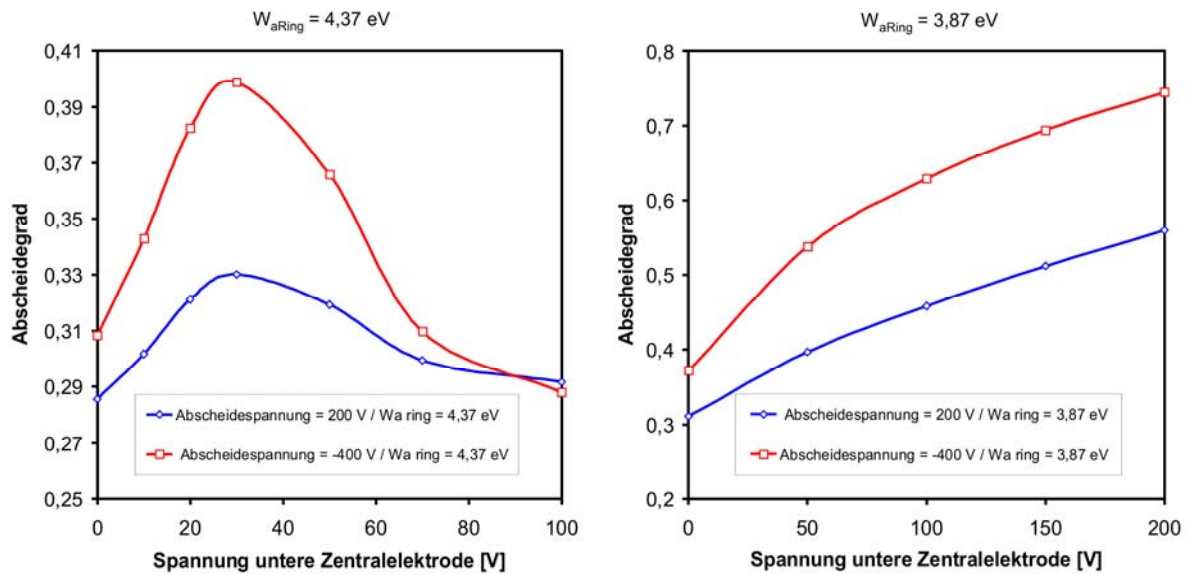 W_aRing = 4,37 eV
0,41
0,39
0,37
0,35
0,33
0,31
0,29
0,27
0,25
Abscheidegrad
Abscheidespannung = 200 V / Wa ring = 4,37 eV
Abscheidespannung = -400 V / Wa ring = 4,37 eV
0 20 40 60 80 100
Spannung untere Zentralelektrode [V]
W_aRing = 3,87 eV
0,8
0,7
0,6
0,5
0,4
0,3
0,2
Abscheidegrad
Abscheidespannung = 200 V / Wa ring = 3,87 eV
Abscheidespannung = -400 V / Wa ring = 3,87 eV
0 50 100 150 200
Spannung untere Zentralelektrode [V]